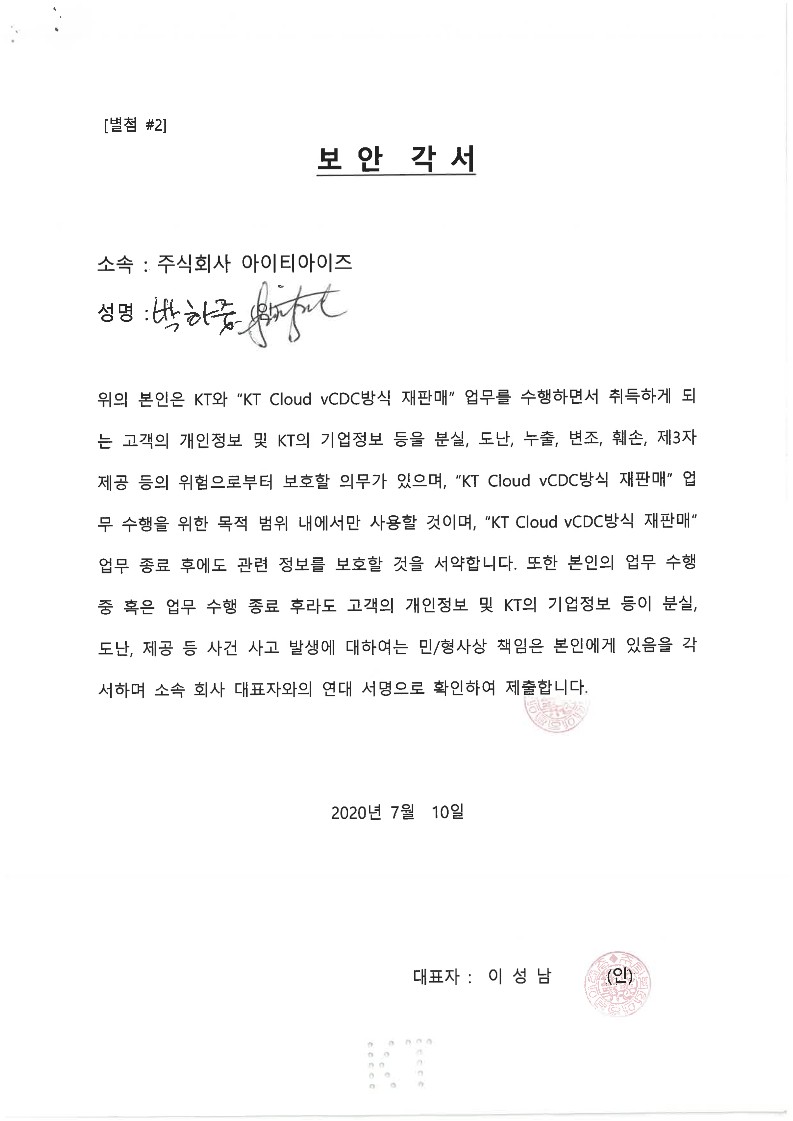 [별첨 #2]
보 안 각 서
소속 : 주식회사 아이티아이즈
성명 : 박하중
위의 본인은 KT와 "KT Cloud vCDC방식 재판매" 업무를 수행하면서 취득하게 되
는 고객의 개인정보 및 KT의 기업정보 등을 분실, 도난, 누출, 변조, 훼손, 제3자
제공 등의 위험으로부터 보호할 의무가 있으며, "KT Cloud vCDC방식 재판매" 업
무 수행을 위한 목적 범위 내에서만 사용할 것이며, "KT Cloud vCDC방식 재판매"
업무 종료 후에도 관련 정보를 보호할 것을 서약합니다. 또한 본인의 업무 수행
중 혹은 업무 수행 종료 후라도 고객의 개인정보 및 KT의 기업정보 등이 분실,
도난, 제공 등 사건 사고 발생에 대하여는 민/형사상 책임은 본인에게 있음을 각
서하며 소속 회사 대표자와의 연대 서명으로 확인하여 제출합니다.
2020년 7월 10일
대표자 : 이 성 남 (인)
KT